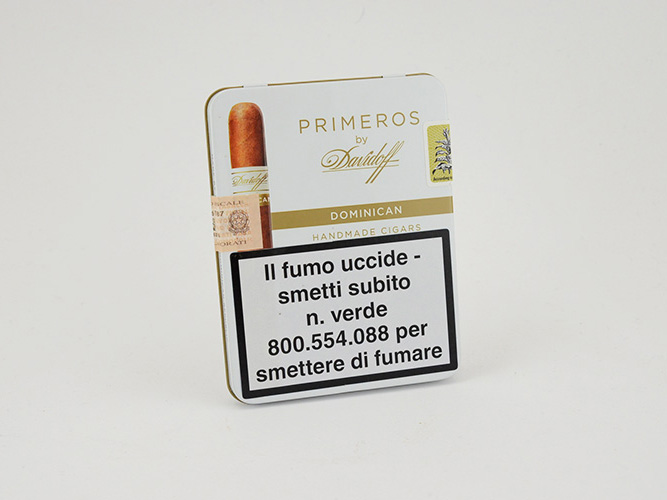 PRIMEROS
by
Davidoff
Davidoff
DOMINICAN
HANDMADE CIGARS
Il fumo uccide -
smetti subito
n. verde
800.554.088 per
smettere di fumare